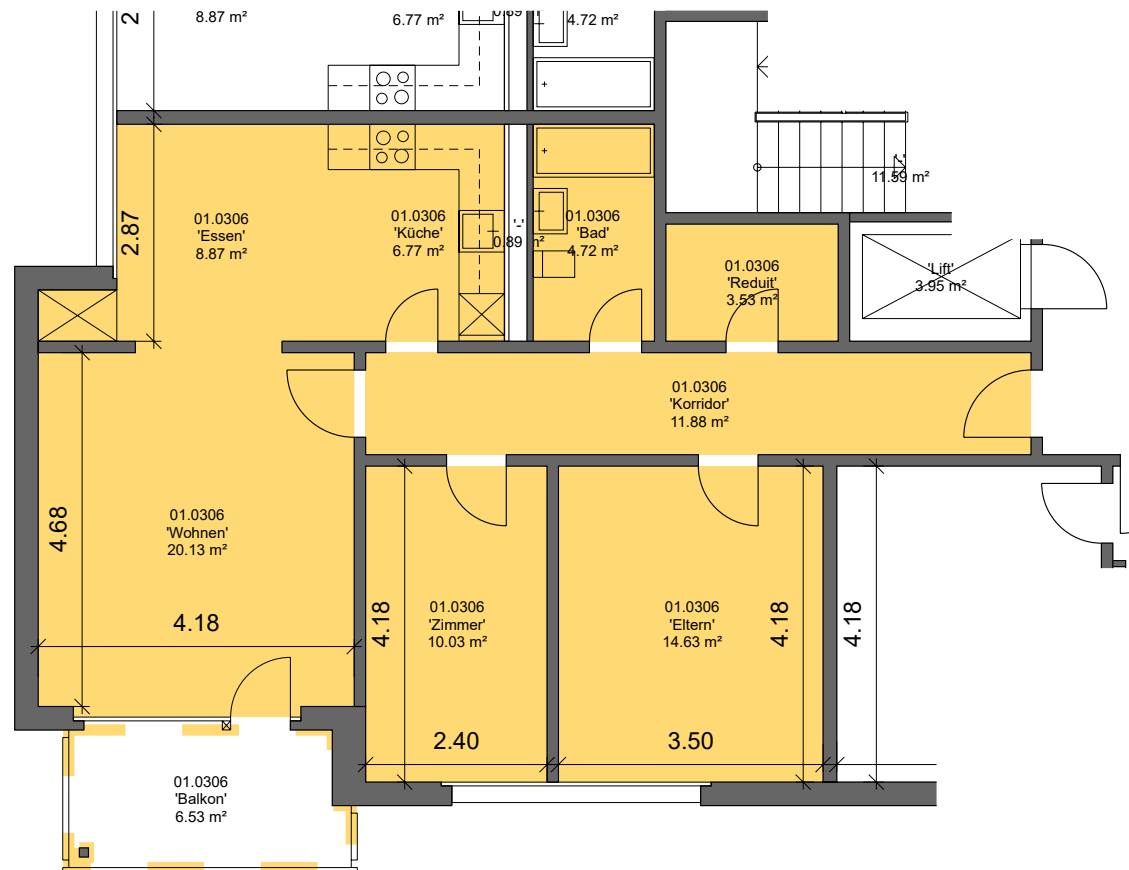 2
8.87 m²
6.77 m²
0.89 m²
4.72 m²
11.59 m²
2.87
01.0306
'Essen'
8.87 m²
01.0306
'Küche'
6.77 m²
'-'
0.89 m²
01.0306
'Bad'
4.72 m²
01.0306
'Reduit'
3.53 m²
'Lift'
3.95 m²
01.0306
'Korridor'
11.88 m²
4.68
01.0306
'Wohnen'
20.13 m²
4.18
4.18
01.0306
'Zimmer'
10.03 m²
01.0306
'Eltern'
14.63 m²
4.18
4.18
2.40
3.50
01.0306
'Balkon'
6.53 m²